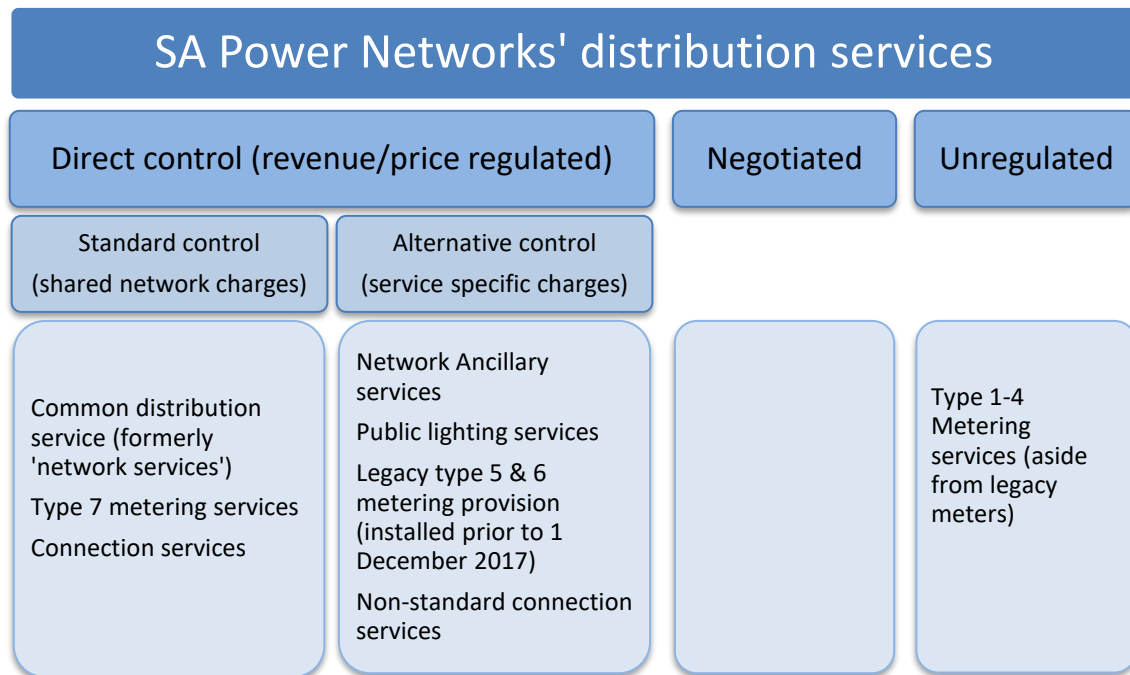 SA Power Networks' distribution services
Direct control (revenue/price regulated)
Negotiated
Unregulated
Standard control
(shared network charges)
Alternative control
(service specific charges)
Common distribution
service (formerly
'network services')
Type 7 metering services
Connection services
Network Ancillary
services
Public lighting services
Legacy type 5 & 6
metering provision
(installed prior to 1
December 2017)
Non-standard connection
services
Type 1-4
Metering
services (aside
from legacy
meters)